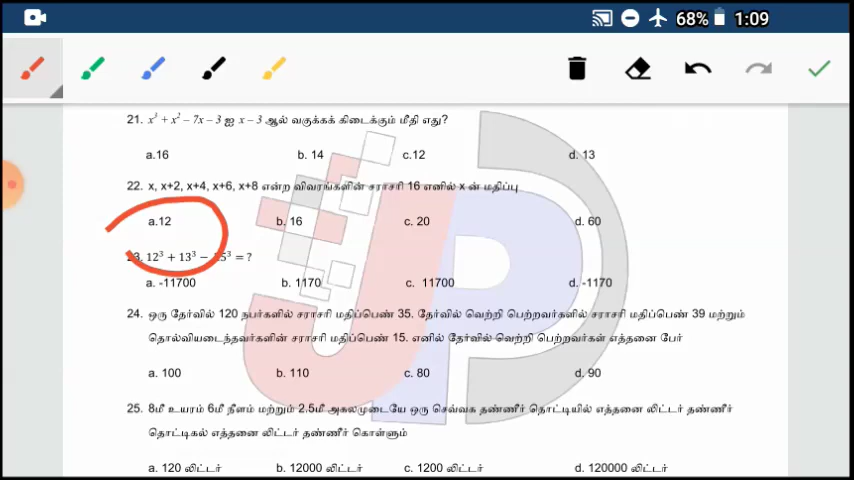 68% 1:09
21. x³ + x² – 7x – 3 ஐ x – 3 ஆல் வகுக்கக் கிடைக்கும் மீதி எது?
a.16 b. 14 c.12 d. 13
22. x, x+2, x+4, x+6, x+8 என்ற விவரங்களின் சராசரி 16 எனில் x ன் மதிப்பு
a.12 b. 16 c. 20 d. 60
23. 12³ + 13³ – 5³ = ?
a. -11700 b. 1170 c. 11700 d. -1170
24. ஒரு தேர்வில் 120 நபர்களில் சராசரி மதிப்பெண் 35. தேர்வில் வெற்றி பெற்றவர்களில் சராசரி மதிப்பெண் 39 மற்றும்
தொல்வியடைந்தவர்களின் சராசரி மதிப்பெண் 15. எனில் தேர்வில் வெற்றி பெற்றவர்கள் எத்தனை பேர்
a. 100 b. 110 c. 80 d. 90
25. 8மீ உயரம் 6மீ நீளம் மற்றும் 2.5மீ அகலமுடையே ஒரு செவ்வக தண்ணீர் தொட்டியில் எத்தனை லிட்டர் தண்ணீர்
தொட்டிகல் எத்தனை லிட்டர் தண்ணீர் கொள்ளும்
a. 120 லிட்டர் b. 12000 லிட்டர் c. 1200 லிட்டர் d. 120000 லிட்டர்